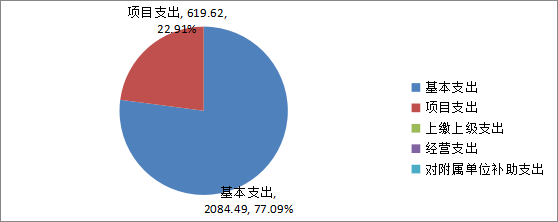 项目支出, 619.62,
22.91%
基本支出,
2084.49, 77.09%
基本支出
项目支出
上缴上级支出
经营支出
对附属单位补助支出